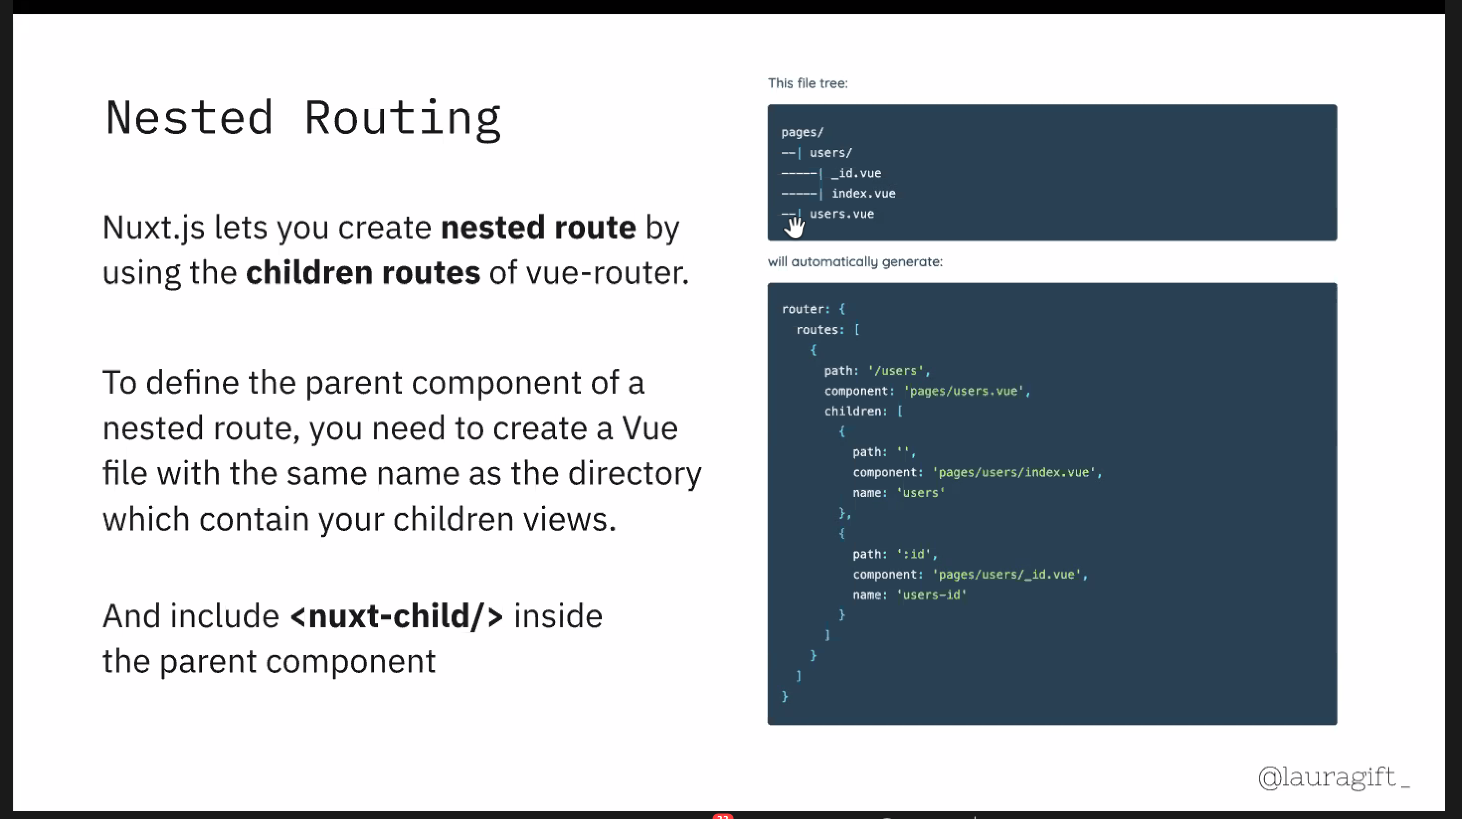 Nested Routing
Nuxt.js lets you create nested route by
using the children routes of vue-router.
To define the parent component of a
nested route, you need to create a Vue
file with the same name as the directory
which contain your children views.
And include <nuxt-child/> inside
the parent component
This file tree:
pages/
--| users/
-----| _id.vue
-----| index.vue
--| users.vue
will automatically generate:
router: {
routes: [
{
path: '/users',
component: 'pages/users.vue',
children: [
{
path: '',
component: 'pages/users/index.vue',
name: 'users'
},
{
path: ':id',
component: 'pages/users/_id.vue',
name: 'users-id'
}
]
}
]
}
@lauragift_